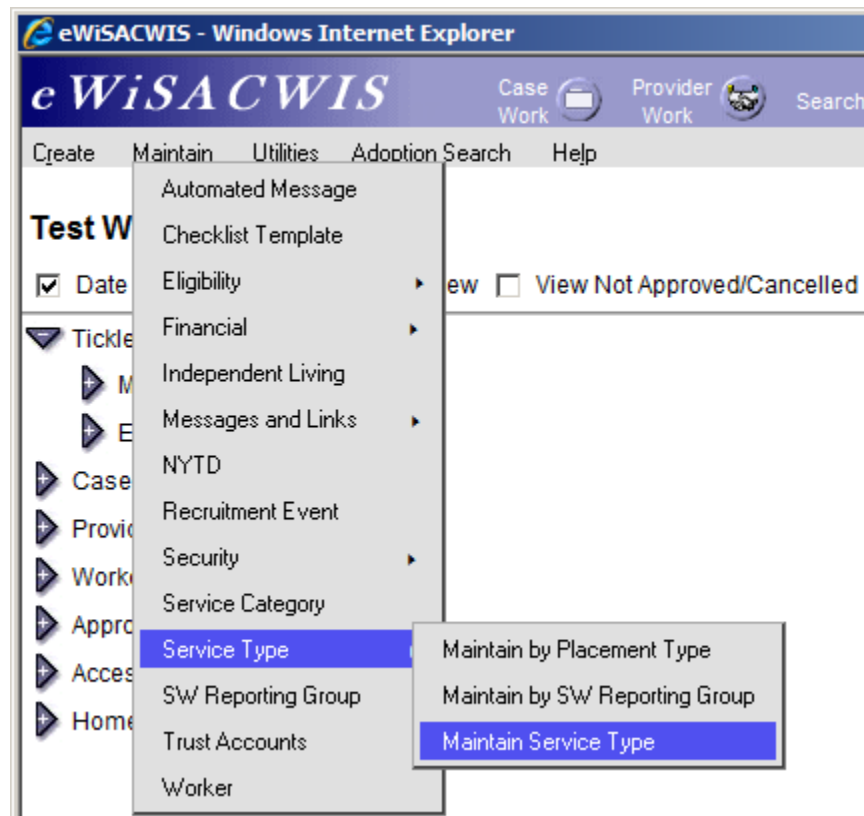 eWiSACWIS - Windows Internet Explorer
eWiSACWIS
Case Work
Provider Work
Search
Create Maintain Utilities Adoption Search Help
Test W
Date
ew
View Not Approved/Cancelled
Tickle
M
E
Case
Provid
Worke
Appro
Acces
Home
Automated Message
Checklist Template
Eligibility
Financial
Independent Living
Messages and Links
NYTD
Recruitment Event
Security
Service Category
Service Type
SW Reporting Group
Trust Accounts
Worker
Maintain by Placement Type
Maintain by SW Reporting Group
Maintain Service Type